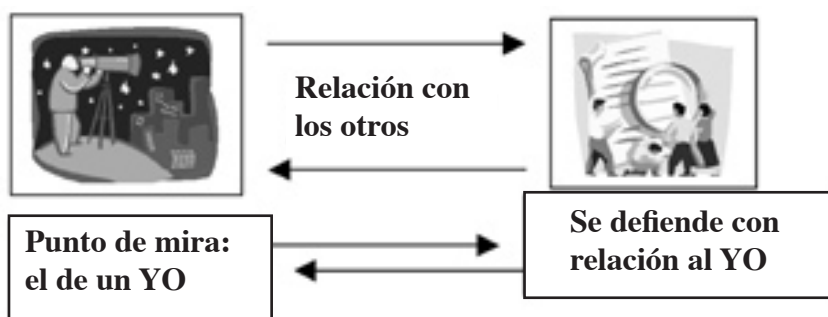 Relación con
los otros
Punto de mira:
el de un YO
Se defiende con
relación al YO